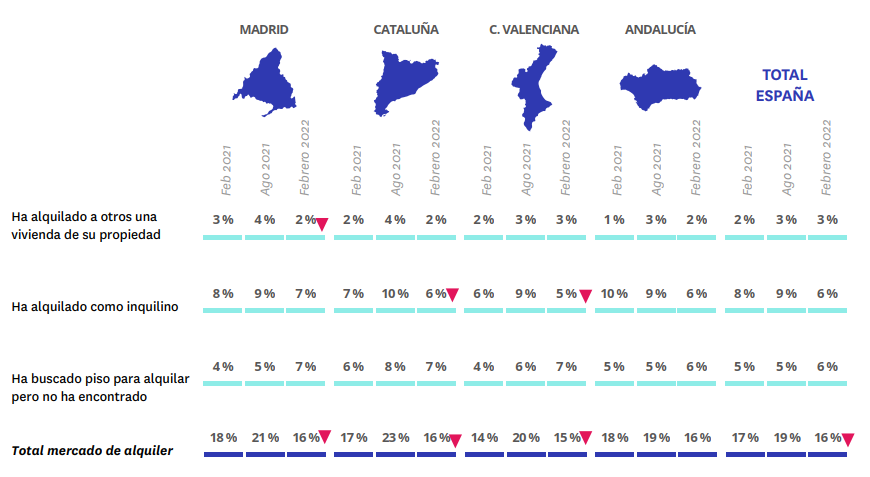 MADRID CATALUÑA C. VALENCIANA ANDALUCÍA
TOTAL
ESPAÑA
Feb 2021 Ago 2021 Febrero 2022 Feb 2021 Ago 2021 Febrero 2022 Feb 2021 Ago 2021 Febrero 2022 Feb 2021 Ago 2021 Febrero 2022 Feb 2021 Ago 2021 Febrero 2022
Ha alquilado a otros una
vivienda de su propiedad
3% 4% 2% 2% 4% 2% 2% 3% 3% 1% 3% 2% 2% 3% 3%
Ha alquilado como inquilino
8% 9% 7% 7% 10% 6% 6% 9% 5% 10% 9% 6% 8% 9% 6%
Ha buscado piso para alquilar
pero no ha encontrado
4% 5% 7% 6% 8% 7% 4% 6% 7% 5% 5% 6% 5% 5% 6%
Total mercado de alquiler
18% 21% 16% 17% 23% 16% 14% 20% 15% 18% 19% 16% 17% 19% 16%